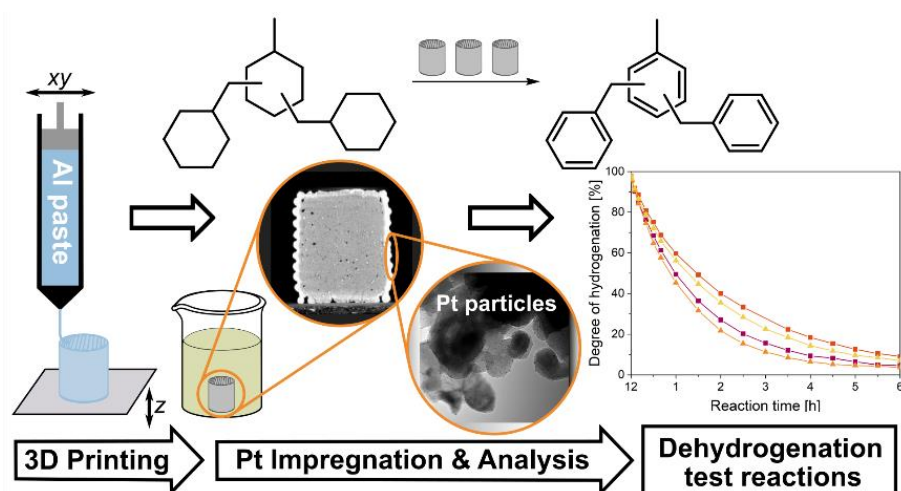 xy
Al paste
z
Pt particles
Degree of hydrogenation [%]
100
80
60
40
20
0
12
1
2
3
4
5
6
Reaction time [h]
3D Printing
Pt Impregnation & Analysis
Dehydrogenation
test reactions